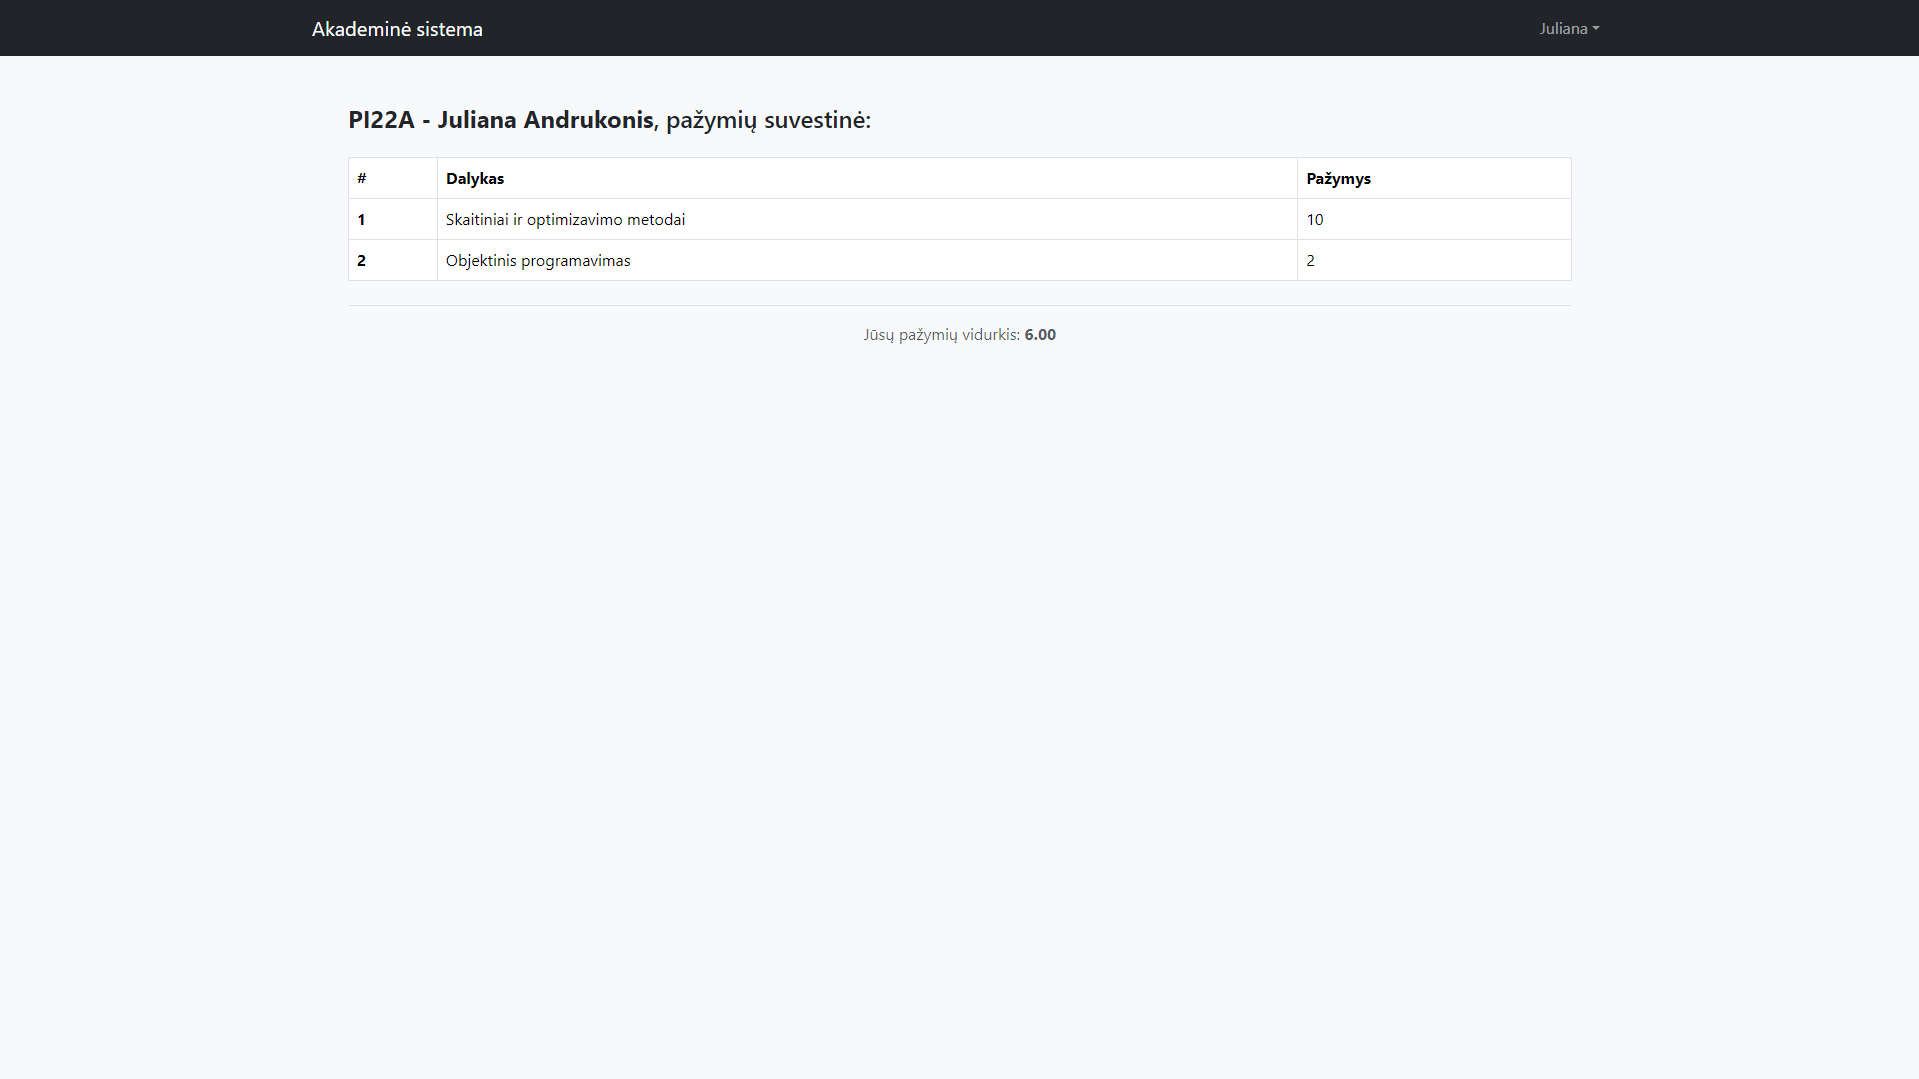 Akademinė sistema
Juliana
PI22A - Juliana Andrukonis, pažymių suvestinė:
# Dalykas Pažymys
1 Skaitiniai ir optimizavimo metodai 10
2 Objektinis programavimas 2
Jūsų pažymių vidurkis: 6.00